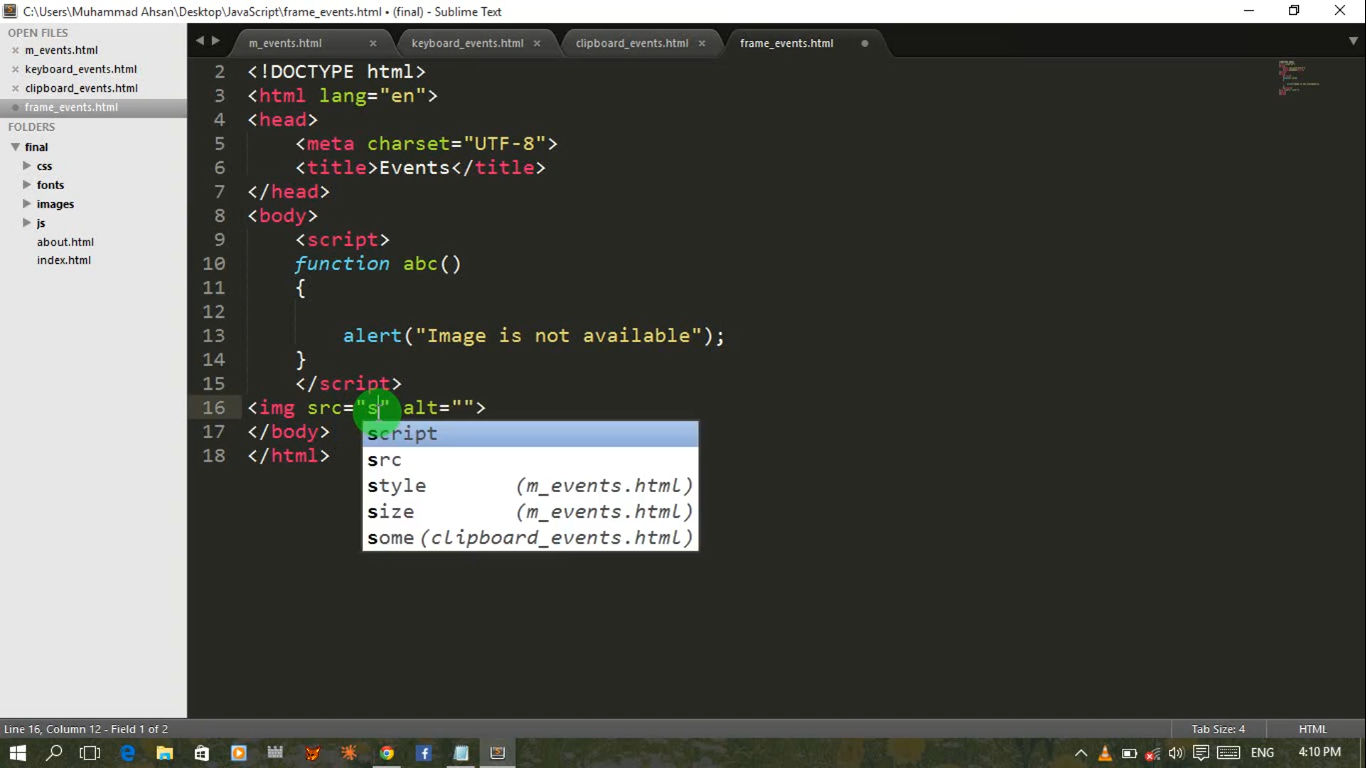 C:\Users\Muhammad Ahsan\Desktop\JavaScript\frame_events.html • (final) - Sublime Text
OPEN FILES
m_events.html
keyboard_events.html
clipboard_events.html
frame_events.html
FOLDERS
final
css
fonts
images
js
about.html
index.html
m_events.html keyboard_events.html clipboard_events.html frame_events.html
2 <!DOCTYPE html>
3 <html lang="en">
4 <head>
5 <meta charset="UTF-8">
6 <title>Events</title>
7 </head>
8 <body>
9 <script>
10 function abc()
11 {
12
13 alert("Image is not available");
14 }
15 </script>
16 <img src="s" alt="">
17 </body>
18 </html>
script
src
style (m_events.html)
size (m_events.html)
some (clipboard_events.html)
Line 16, Column 12 - Field 1 of 2
Tab Size: 4
HTML
ENG
4:10 PM